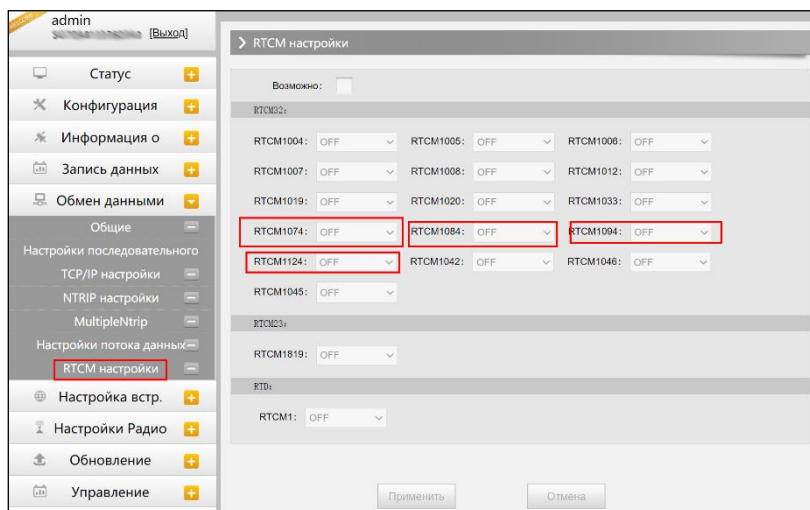 admin
[Выход]
Статус
Конфигурация
Информация о
Запись данных
Обмен данными
Общие
Настройки последовательного
TCP/IP настройки
NTRIP настройки
MultipleNtrip
Настройки потока данных
RTCM настройки
Настройка встр.
Настройки Радио
Обновление
Управление
RTCM настройки
Возможно:
RTCM32:
RTCM1004: OFF RTCM1005: OFF RTCM1006: OFF
RTCM1007: OFF RTCM1008: OFF RTCM1012: OFF
RTCM1019: OFF RTCM1020: OFF RTCM1033: OFF
RTCM1074: OFF RTCM1084: OFF RTCM1094: OFF
RTCM1124: OFF RTCM1042: OFF RTCM1046: OFF
RTCM1045: OFF
RTCM23:
RTCM1819: OFF
RTD:
RTCM1: OFF
Применить Отмена